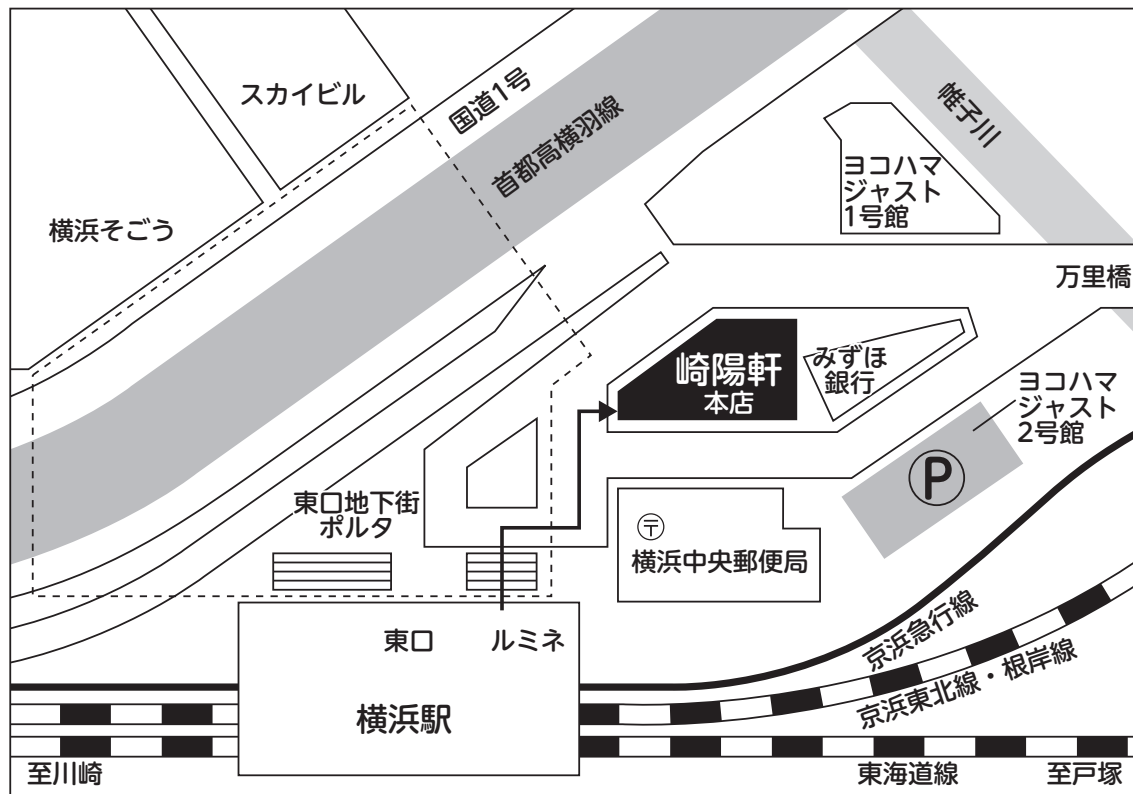 スカイビル
国道1号
首都高横羽線
帷子川
ヨコハマ
ジャスト
1号館
横浜そごう
万里橋
崎陽軒
本店
みずほ
銀行
ヨコハマ
ジャスト
2号館
P
東口地下街
ポルタ
〒
横浜中央郵便局
東口
ルミネ
京浜急行線
京浜東北線・根岸線
横浜駅
至川崎
東海道線
至戸塚